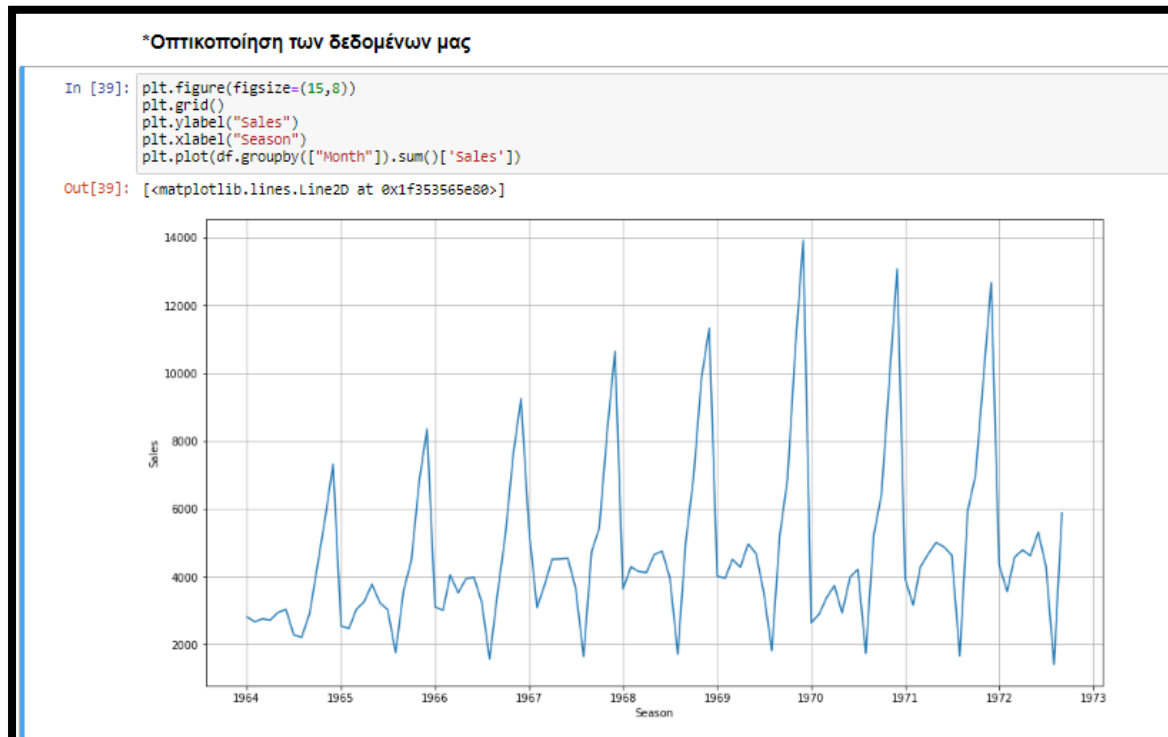 *Οπτικοποίηση των δεδομένων μας
In [39]: plt.figure(figsize=(15,8))
plt.grid()
plt.ylabel("Sales")
plt.xlabel("Season")
plt.plot(df.groupby(["Month"]).sum()['Sales'])
Out[39]: [<matplotlib.lines.Line2D at 0x1f353565e80>]
14000
12000
10000
8000
6000
4000
2000
Sales
1964 1965 1966 1967 1968 1969 1970 1971 1972 1973
Season